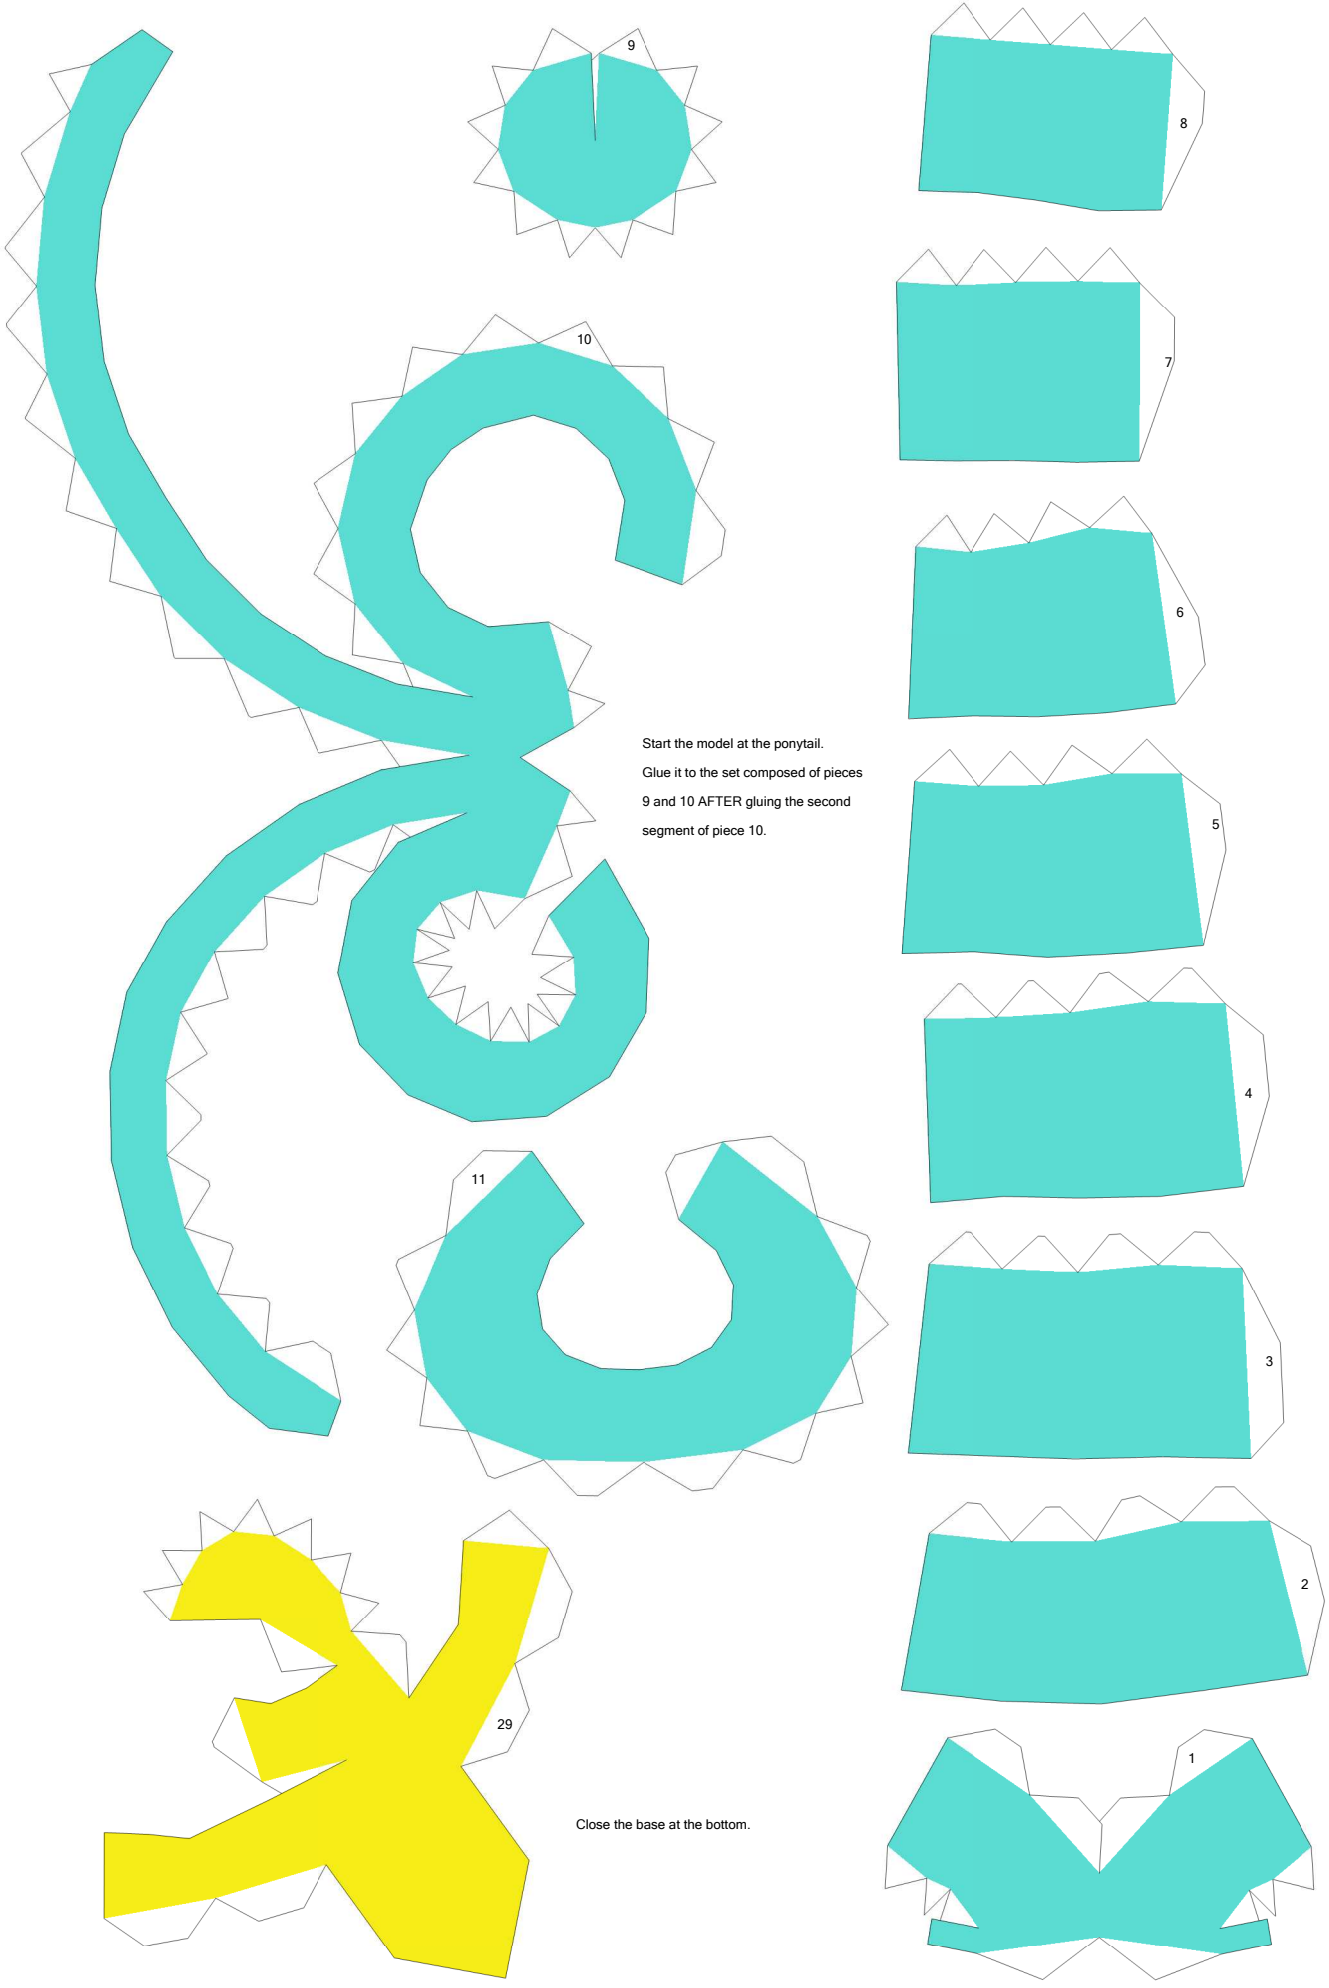 9
8
10
7
6
Start the model at the ponytail.
Glue it to the set composed of pieces
9 and 10 AFTER gluing the second
segment of piece 10.
5
4
11
3
2
29
1
Close the base at the bottom.